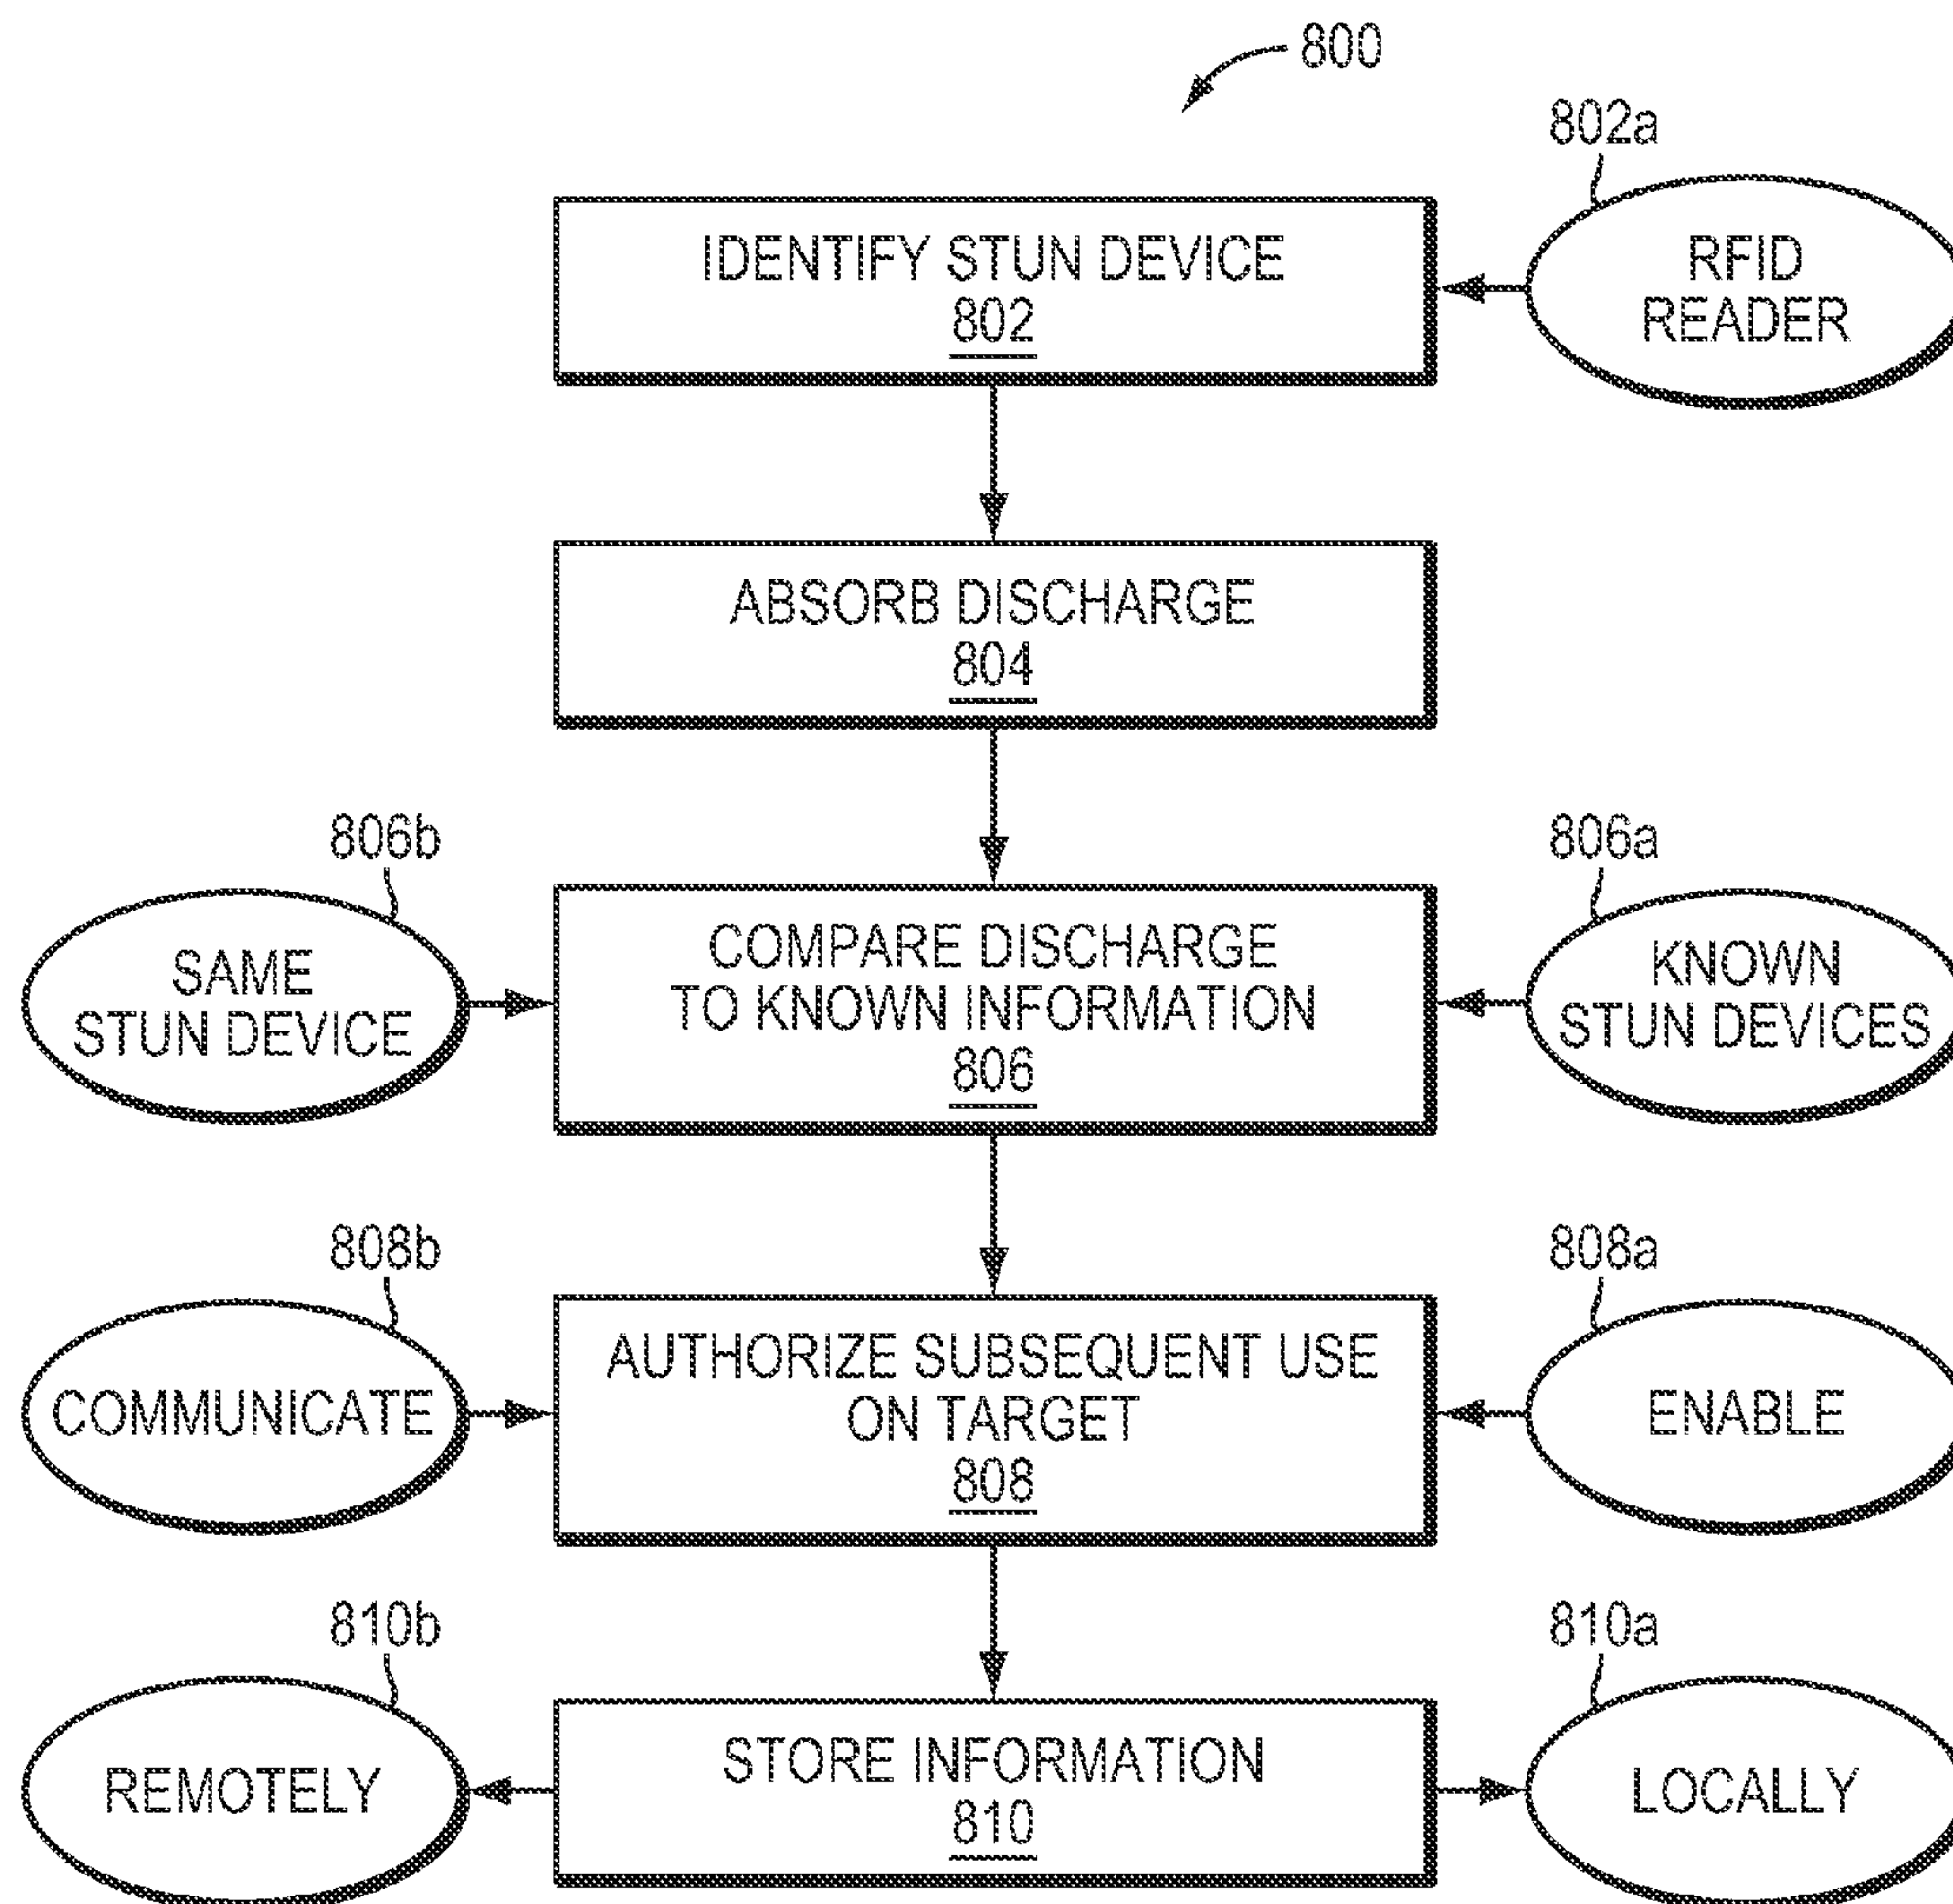 800
802a
IDENTIFY STUN DEVICE
802
RFID
READER
ABSORB DISCHARGE
804
806b
806a
SAME
STUN DEVICE
COMPARE DISCHARGE
TO KNOWN INFORMATION
806
KNOWN
STUN DEVICES
808b
808a
COMMUNICATE
AUTHORIZE SUBSEQUENT USE
ON TARGET
808
ENABLE
810b
810a
REMOTELY
STORE INFORMATION
810
LOCALLY